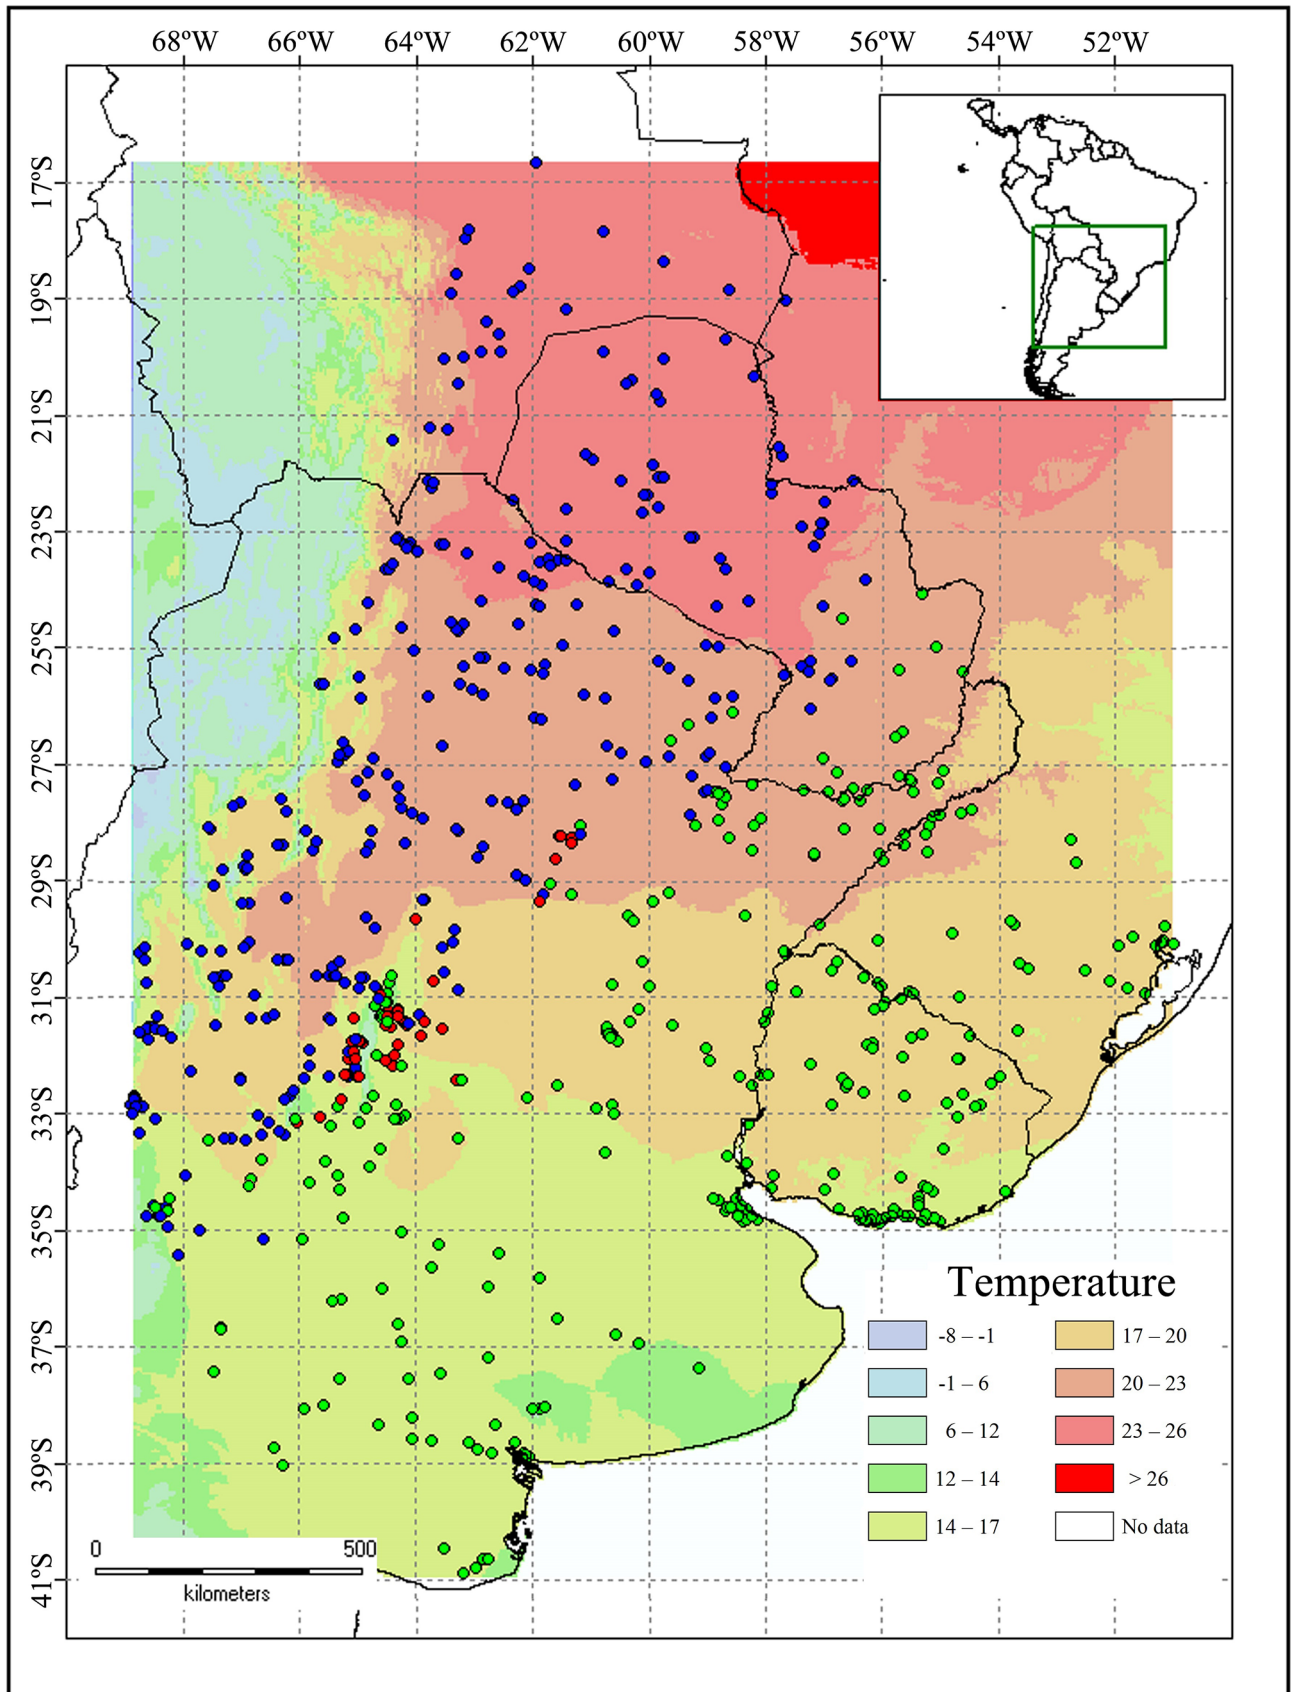 68ºW 66ºW 64ºW 62ºW 60ºW 58ºW 56ºW 54ºW 52ºW
17ºS
19ºS
21ºS
23ºS
25ºS
27ºS
29ºS
31ºS
33ºS
35ºS
37ºS
39ºS
41ºS
Temperature
-8 – -1
17 – 20
-1 – 6
20 – 23
6 – 12
23 – 26
12 – 14
> 26
14 – 17
No data
0 500
kilometers